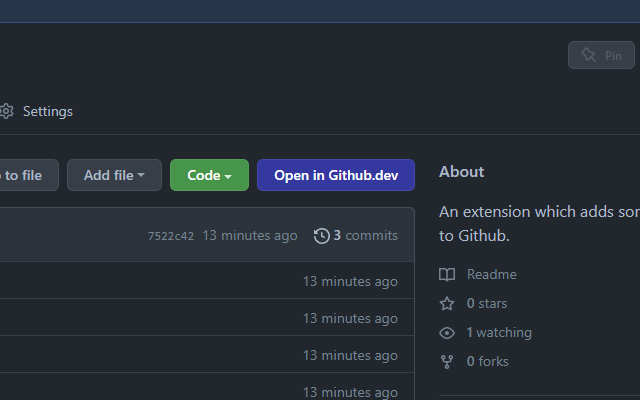 Pin
Settings
to file
Add file
Code
Open in Github.dev
About
An extension which adds
to Github.
7522c42 13 minutes ago 3 commits
13 minutes ago
13 minutes ago
13 minutes ago
13 minutes ago
Readme
0 stars
1 watching
0 forks